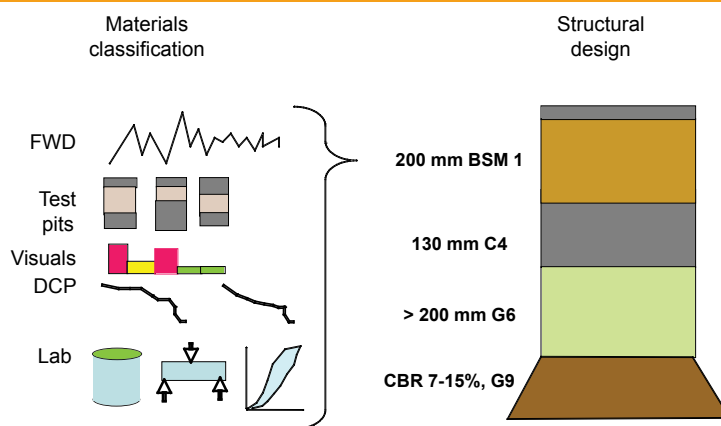 Materials
classification
Structural
design
FWD
Test
pits
Visuals
DCP
Lab
200 mm BSM 1
130 mm C4
> 200 mm G6
CBR 7-15%, G9